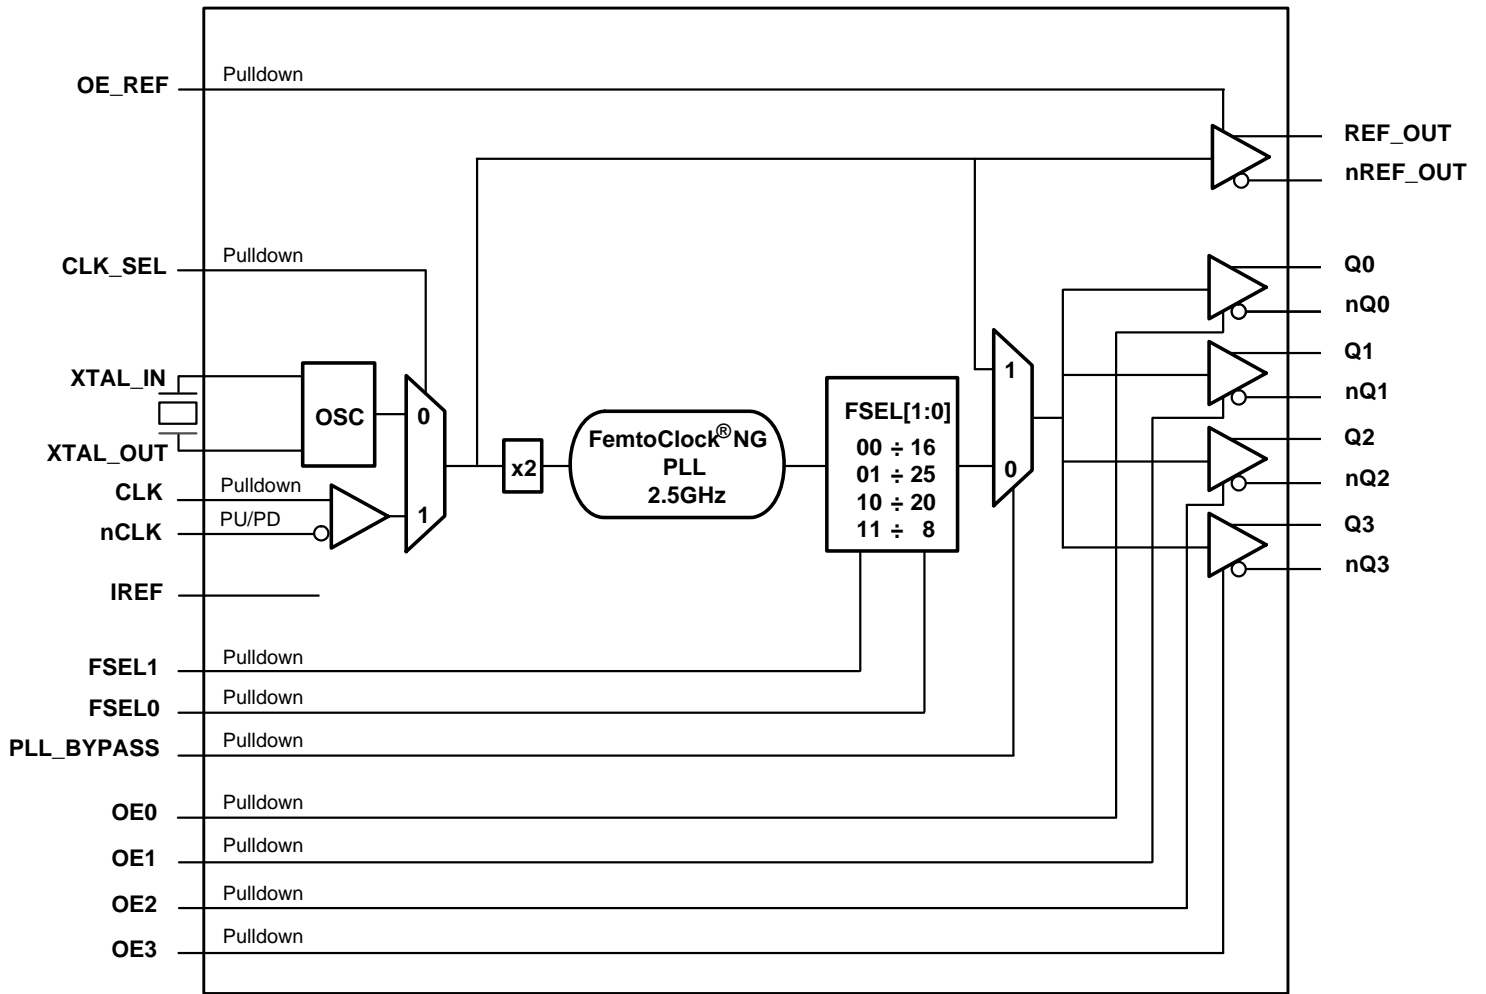 OE_REF
Pulldown
REF_OUT
nREF_OUT
CLK_SEL
Pulldown
Q0
nQ0
Q1
nQ1
Q2
nQ2
Q3
nQ3
XTAL_IN
XTAL_OUT
OSC
0
1
CLK
Pulldown
nCLK
PU/PD
x2
FemtoClock® NG
PLL
2.5GHz
FSEL[1:0]
00 ÷ 16
01 ÷ 25
10 ÷ 20
11 ÷ 8
1
0
IREF
FSEL1
Pulldown
FSEL0
Pulldown
PLL_BYPASS
Pulldown
OE0
Pulldown
OE1
Pulldown
OE2
Pulldown
OE3
Pulldown